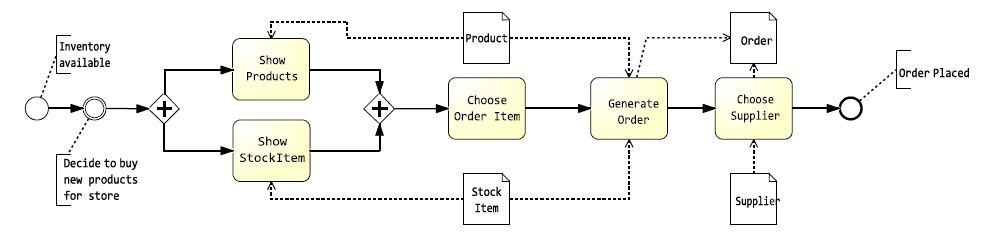 Inventory
available
Decide to buy
new products
for store
Show
Products
Show
StockItem
Product
Stock
Item
Choose
Order Item
Generate
Order
Order
Choose
Supplier
Supplier
Order Placed